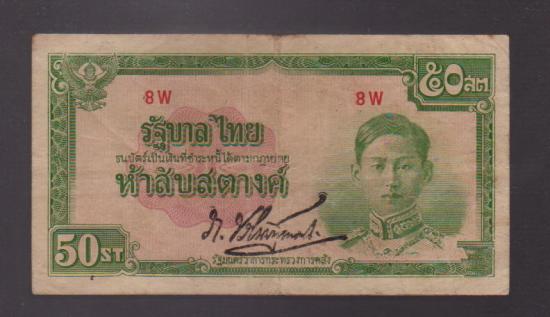 ๕๐ สต.
8W 8W
รัฐบาลไทย
ธนบัตร์เป็นเงินที่ชำระหนี้ได้ตามกฎหมาย
ห้าสิบสตางค์
50 ST
รัฐมนตรีว่าการกระทรวงการคลัง